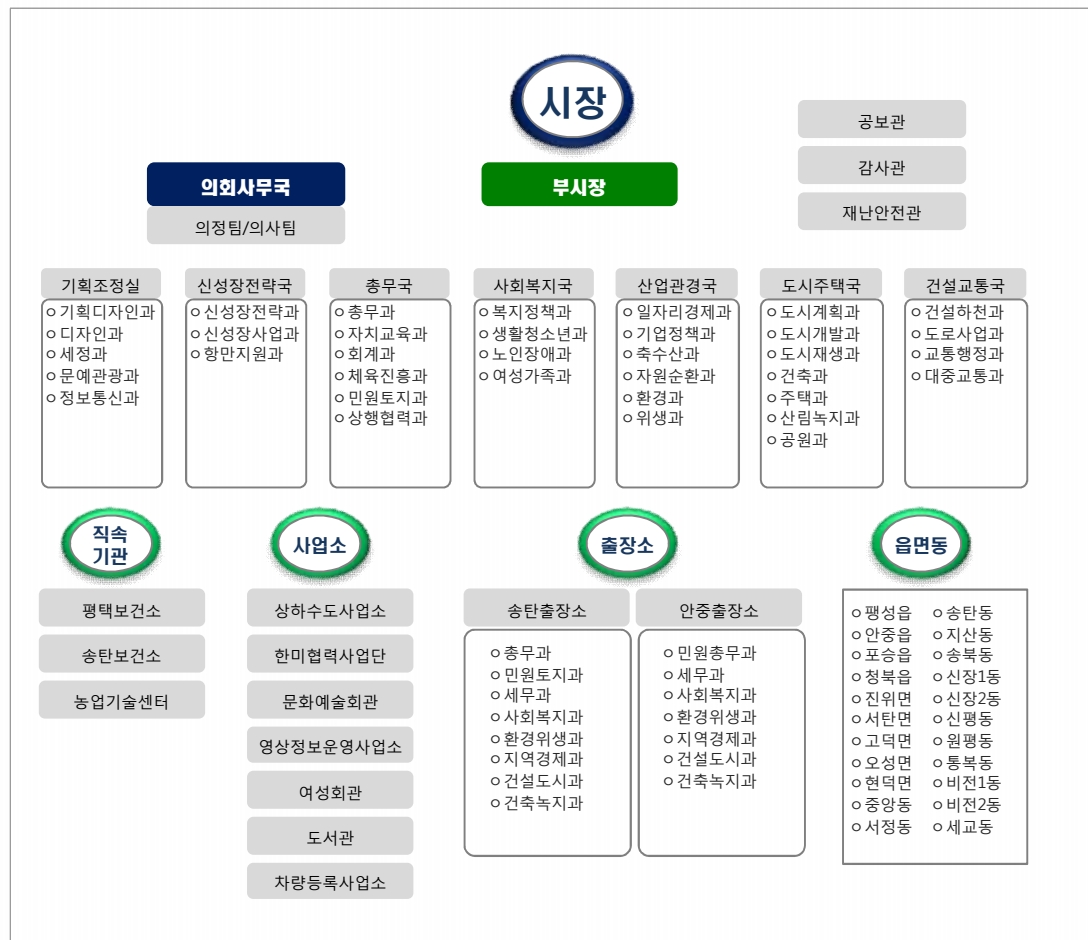 시장
공보관
감사관
재난안전관
의회사무국
부시장
의정팀/의사팀
기획조정실
ㅇ기획디자인과
ㅇ디자인과
ㅇ세정과
ㅇ문예관광과
ㅇ정보통신과
신성장전략국
ㅇ신성장전략과
ㅇ신성장사업과
ㅇ항만지원과
총무국
ㅇ총무과
ㅇ자치교육과
ㅇ회계과
ㅇ체육진흥과
ㅇ민원토지과
ㅇ상행협력과
사회복지국
ㅇ복지정책과
ㅇ생활청소년과
ㅇ노인장애과
ㅇ여성가족과
산업관경국
ㅇ일자리경제과
ㅇ기업정책과
ㅇ축수산과
ㅇ자원순환과
ㅇ환경과
ㅇ위생과
도시주택국
ㅇ도시계획과
ㅇ도시개발과
ㅇ도시재생과
ㅇ건축과
ㅇ주택과
ㅇ산림녹지과
ㅇ공원과
건설교통국
ㅇ건설하천과
ㅇ도로사업과
ㅇ교통행정과
ㅇ대중교통과
직속
기관
평택보건소
송탄보건소
농업기술센터
사업소
상하수도사업소
한미협력사업단
문화예술회관
영상정보운영사업소
여성회관
도서관
차량등록사업소
출장소
송탄출장소
ㅇ총무과
ㅇ민원토지과
ㅇ세무과
ㅇ사회복지과
ㅇ환경위생과
ㅇ지역경제과
ㅇ건설도시과
ㅇ건축녹지과
안중출장소
ㅇ민원총무과
ㅇ세무과
ㅇ사회복지과
ㅇ환경위생과
ㅇ지역경제과
ㅇ건설도시과
ㅇ건축녹지과
읍면동
ㅇ팽성읍
ㅇ안중읍
ㅇ포승읍
ㅇ청북읍
ㅇ진위면
ㅇ서탄면
ㅇ고덕면
ㅇ오성면
ㅇ현덕면
ㅇ중앙동
ㅇ서정동
ㅇ송탄동
ㅇ지산동
ㅇ송북동
ㅇ신장1동
ㅇ신장2동
ㅇ신평동
ㅇ원평동
ㅇ통복동
ㅇ비전1동
ㅇ비전2동
ㅇ세교동